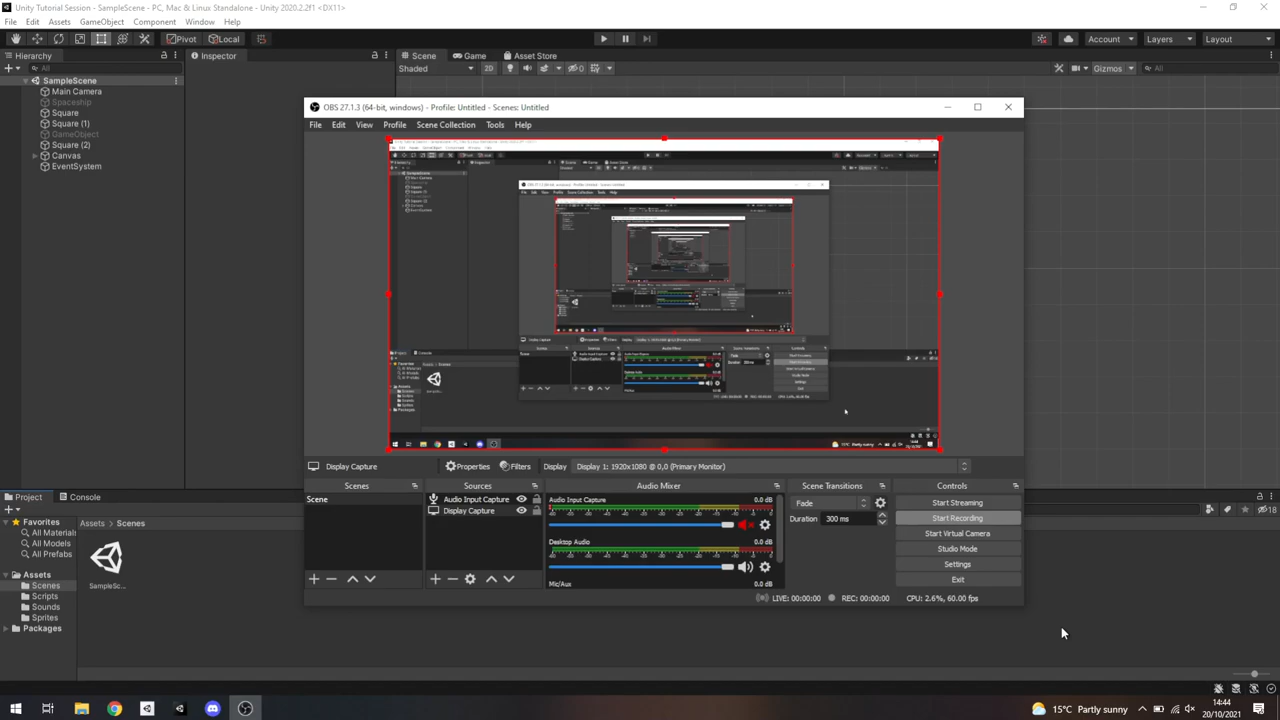 Unity Tutorial Session - SampleScene - PC, Mac & Linux Standalone - Unity 2020.2.2f1 <DX11>
File Edit Assets GameObject Component Window Help
Pivot Local Account Layers Layout
Hierarchy Inspector Scene Game Asset Store
All Shaded 2D 0 Gizmos All
SampleScene
Main Camera
Spaceship
Square
Square (1)
GameObject
Square (2)
Canvas
EventSystem
OBS 27.1.3 (64-bit, windows) - Profile: Untitled - Scenes: Untitled
File Edit View Profile Scene Collection Tools Help
Display Capture Properties Filters Display Display 1: 1920x1080 @ 0,0 (Primary Monitor)
Scenes Sources Audio Mixer Scene Transitions Controls
Scene
Audio Input Capture
Display Capture
Audio Input Capture 0.0 dB
Desktop Audio 0.0 dB
Mic/Aux 0.0 dB
Fade
Duration 300 ms
Start Streaming
Start Recording
Start Virtual Camera
Studio Mode
Settings
Exit
LIVE: 00:00:00 REC: 00:00:00 CPU: 2.6%, 60.00 fps
Project Console
18
Favorites
All Materials
All Models
All Prefabs
Assets
Scenes
Scripts
Sounds
Sprites
Packages
Assets > Scenes
SampleSc...
15°C Partly sunny
14:44
20/10/2021